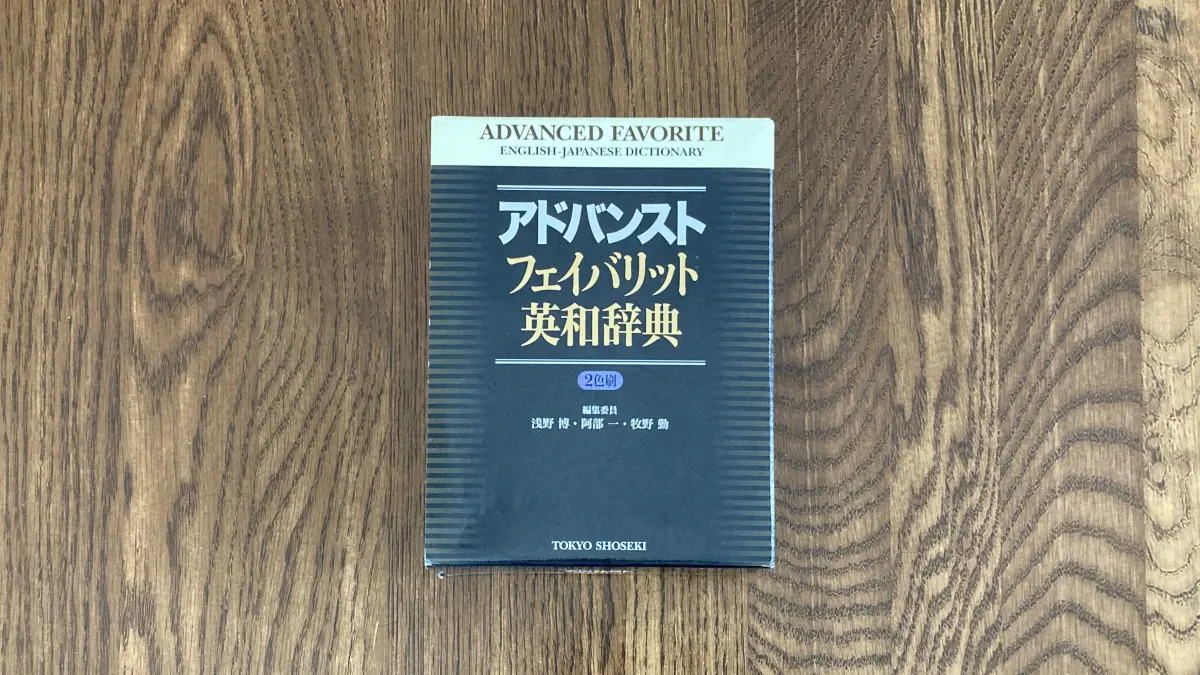 ADVANCED FAVORITE
ENGLISH-JAPANESE DICTIONARY
アドバンスト
フェイバリット
英和辞典
2色刷
編集委員
浅野 博・阿部 一・牧野 勤
TOKYO SHOSEKI